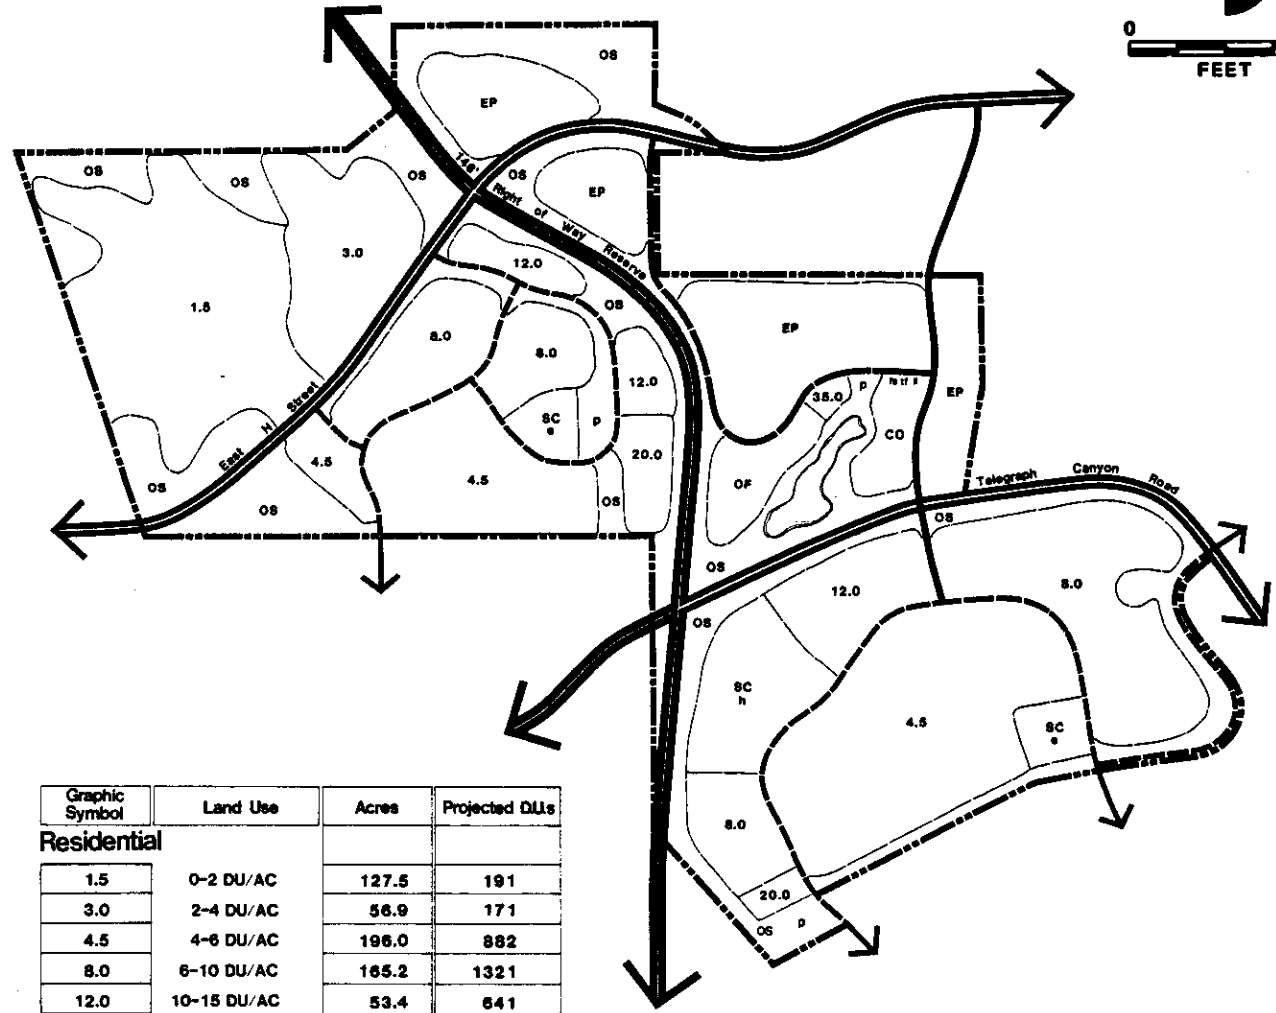 0
FEET
OS
EP
146' Right of Way Reserve
OS
OS
OS
OS
EP
3.0
12.0
OS
1.5
8.0
8.0
EP
12.0
35.0
P
EP
SC
e
P
CO
East H Street
4.5
4.5
20.0
OF
OS
OS
OS
Telegraph Canyon Road
OS
OS
12.0
8.0
OS
SC
h
4.5
SC
e
8.0
20.0
OS
P
Graphic Symbol Land Use Acres Projected D.U.s
Residential
1.5 0-2 DU/AC 127.5 191
3.0 2-4 DU/AC 56.9 171
4.5 4-6 DU/AC 196.0 882
8.0 6-10 DU/AC 165.2 1321
12.0 10-15 DU/AC 53.4 641